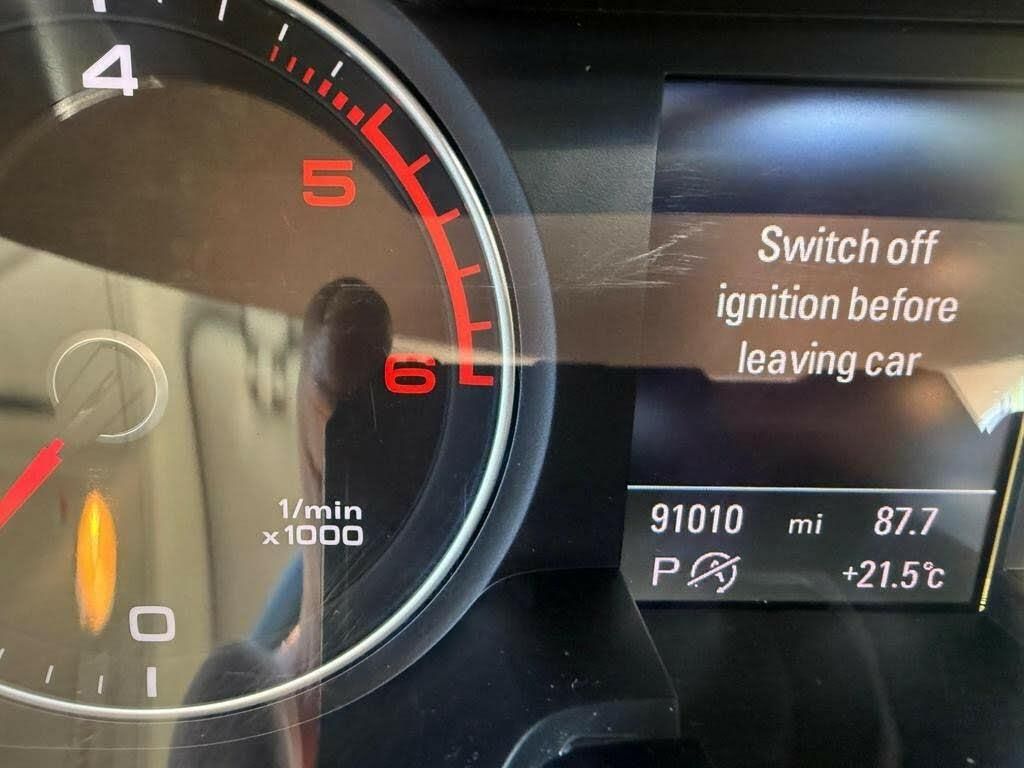 4
5
6
1/min
x1000
0
Switch off
ignition before
leaving car
91010 mi 87.7
P +21.5°C